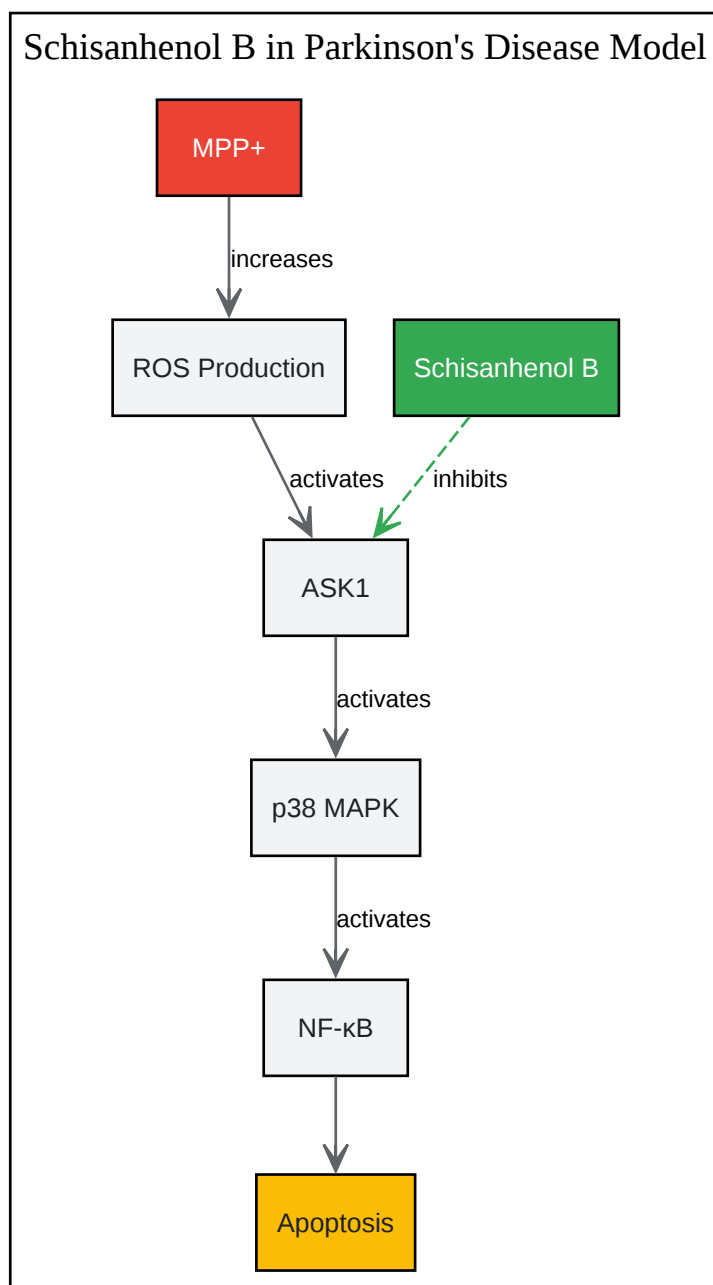 Schisanhenol B in Parkinson's Disease Model
MPP+
increases
ROS Production
Schisanhenol B
activates
inhibits
ASK1
activates
p38 MAPK
activates
NF-κB
Apoptosis